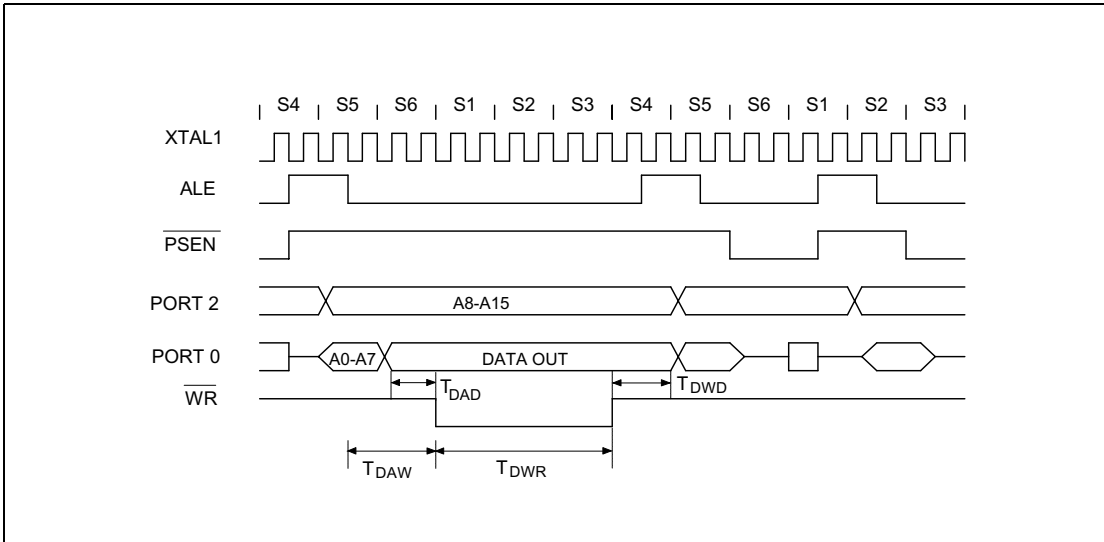 S4 S5 S6 S1 S2 S3 S4 S5 S6 S1 S2 S3
XTAL1
ALE
PSEN
PORT 2 A8-A15
PORT 0 A0-A7 DATA OUT
WR TDAD TDWD
TDAW TDWR